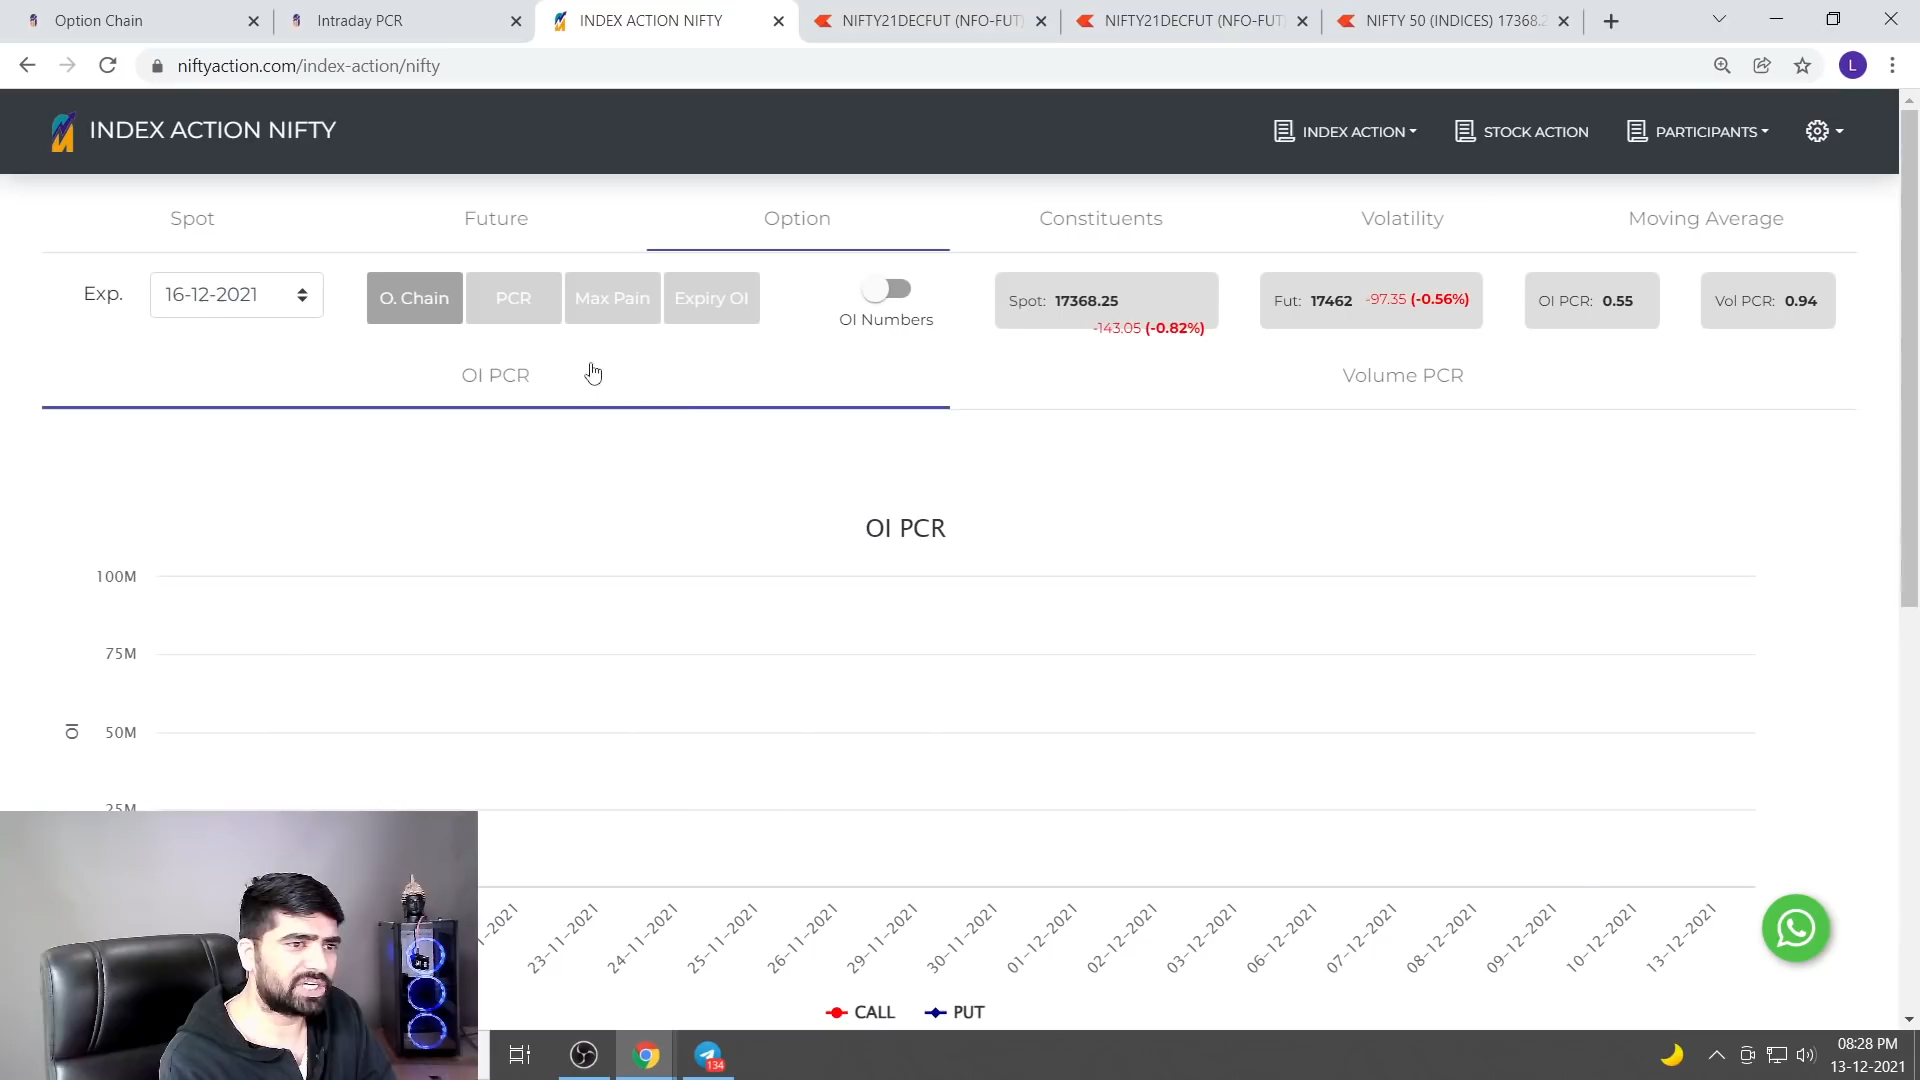 Option Chain
Intraday PCR
INDEX ACTION NIFTY
NIFTY21DECFUT (NFO-FUT)
NIFTY21DECFUT (NFO-FUT)
NIFTY 50 (INDICES) 17368.2
niftyaction.com/index-action/nifty
L
INDEX ACTION NIFTY
INDEX ACTION
STOCK ACTION
PARTICIPANTS
Spot
Future
Option
Constituents
Volatility
Moving Average
Exp.
16-12-2021
O. Chain
PCR
Max Pain
Expiry OI
OI Numbers
Spot: 17368.25
-143.05 (-0.82%)
Fut: 17462 -97.35 (-0.56%)
OI PCR: 0.55
Vol PCR: 0.94
OI PCR
Volume PCR
OI PCR
100M
75M
50M
25M
OI
23-11-2021
24-11-2021
25-11-2021
26-11-2021
29-11-2021
30-11-2021
01-12-2021
02-12-2021
03-12-2021
06-12-2021
07-12-2021
08-12-2021
09-12-2021
10-12-2021
13-12-2021
CALL
PUT
134
08:28 PM
13-12-2021